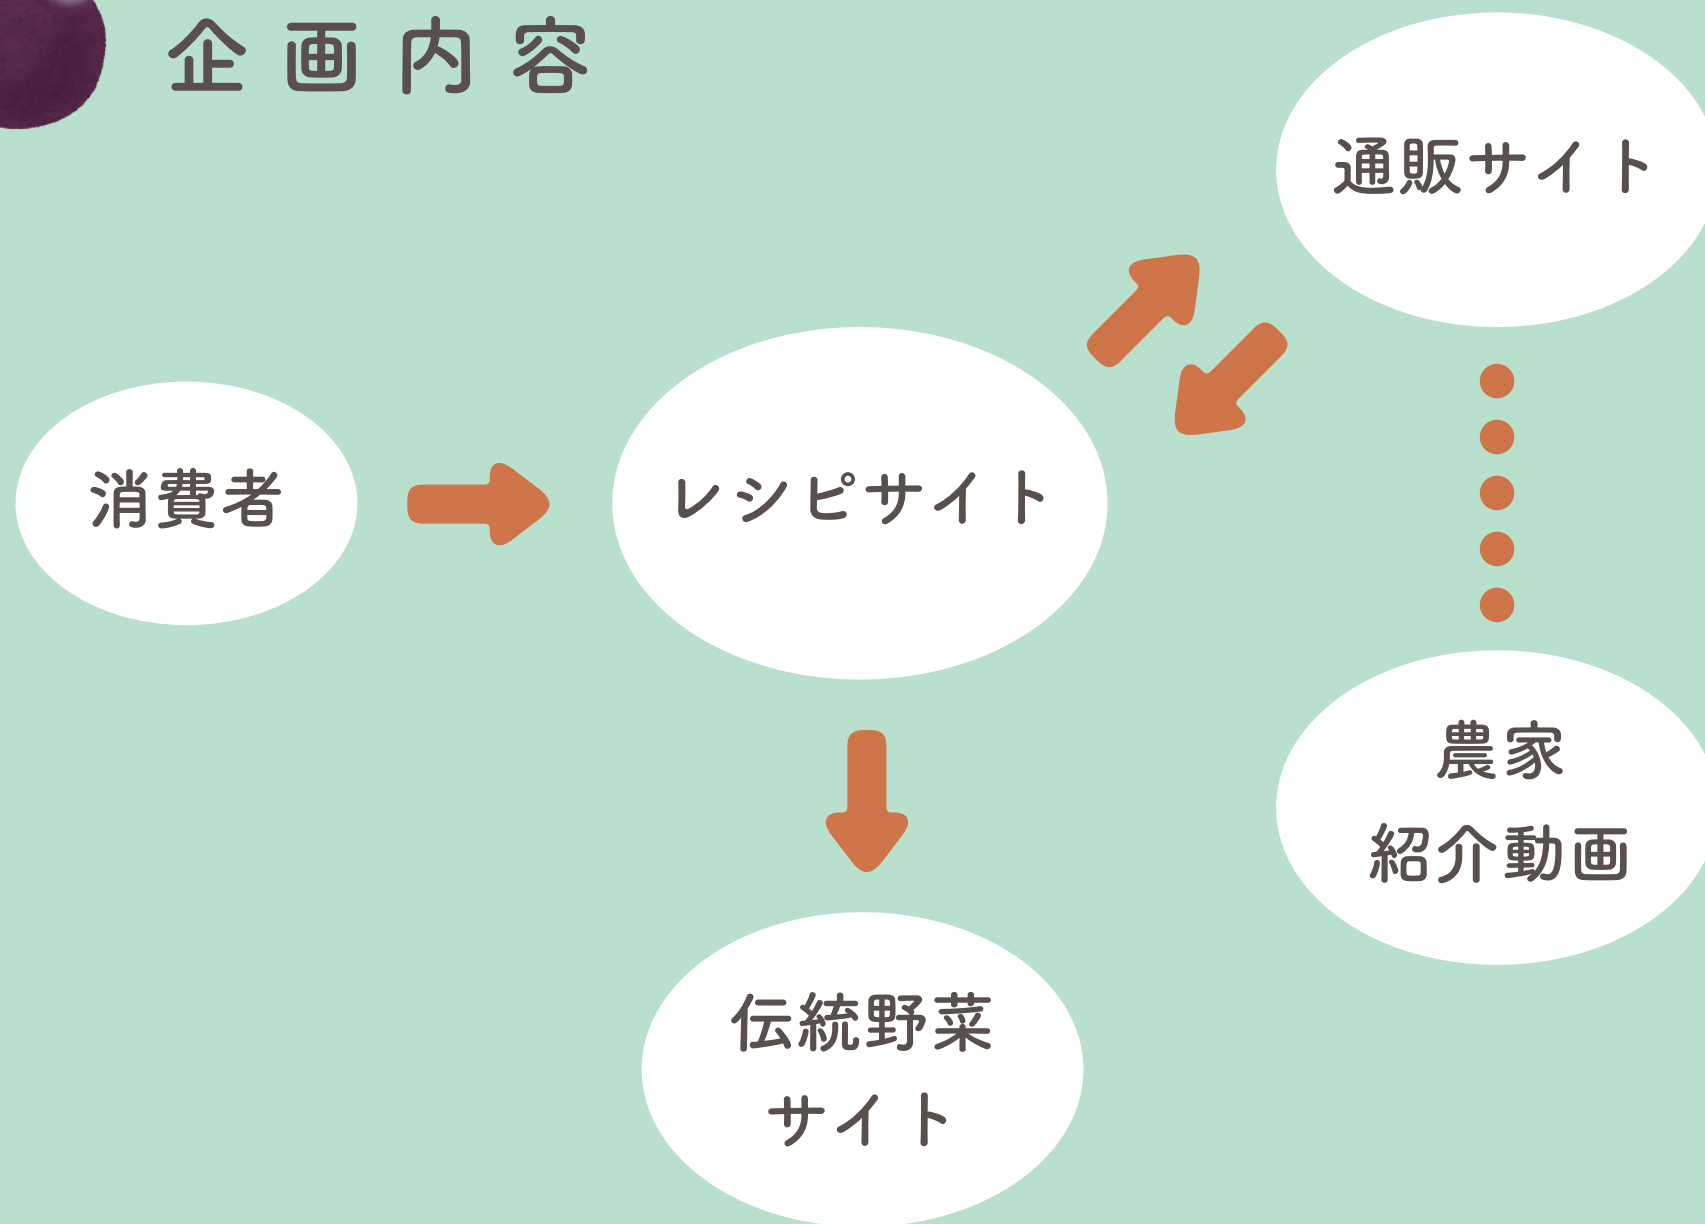 企画内容
通販サイト
消費者
レシピサイト
農家
紹介動画
伝統野菜
サイト